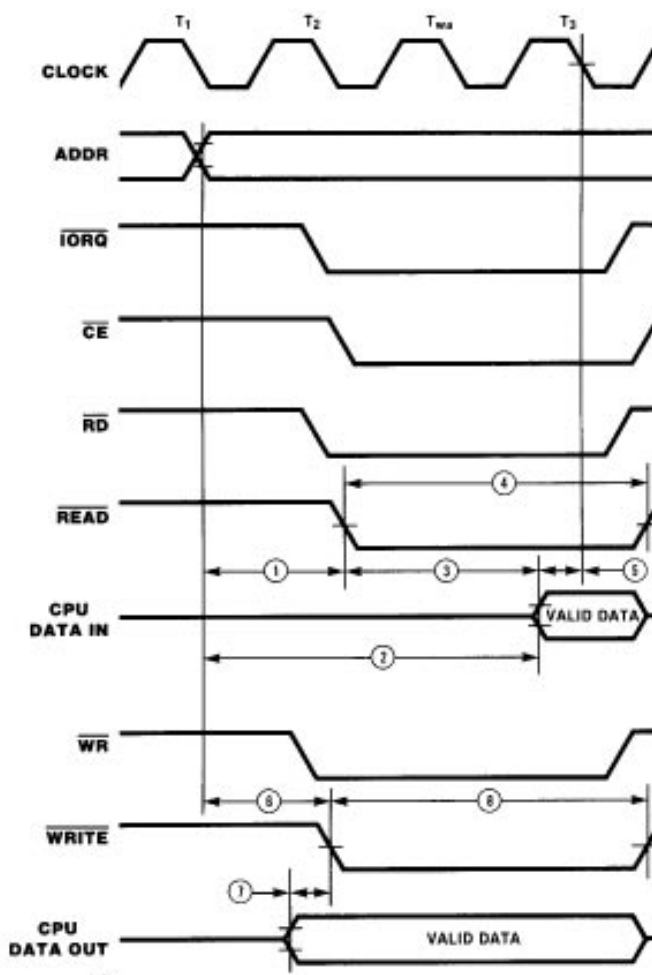 T1 T2 Twa T3
CLOCK
ADDR
IORQ
CE
RD
4
READ
1 3 5
CPU
DATA IN
VALID DATA
2
WR
6 8
WRITE
7
CPU
DATA OUT
VALID DATA